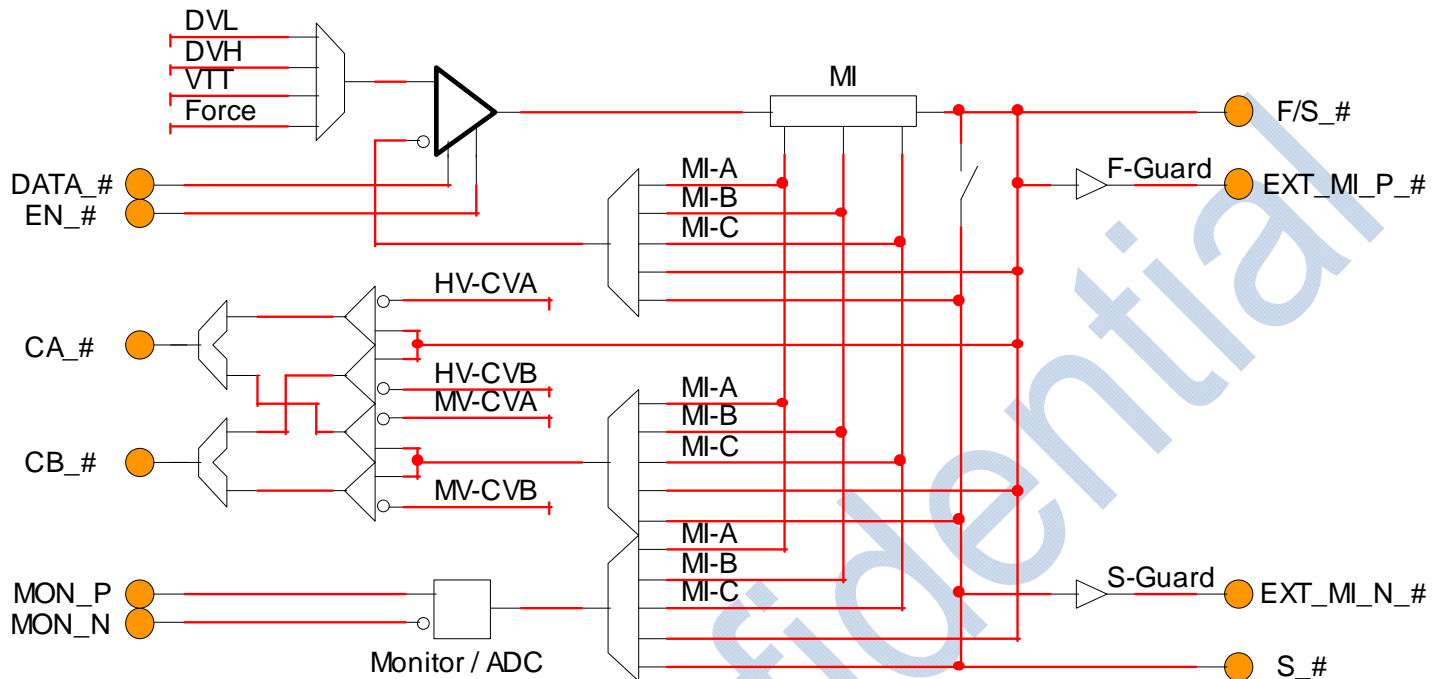 DVL
DVH
VTT
Force
MI
F/S_#
DATA_#
EN_#
MI-A
MI-B
MI-C
F-Guard
EXT_MI_P_#
HV-CVA
CA_#
HV-CVB
MV-CVA
MI-A
MI-B
MI-C
CB_#
MV-CVB
MI-A
MI-B
MI-C
MON_P
MON_N
Monitor / ADC
S-Guard
EXT_MI_N_#
S_#
fidential